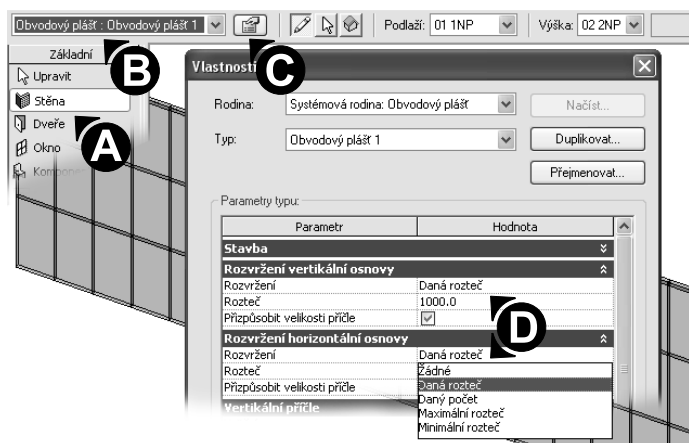 Obvodový plášť : Obvodový plášť 1
Podlaží: 01 1NP
Výška: 02 2NP
Základní
B
C
Upravit
Stěna
A
Dveře
Okno
Vlastnosti
Rodina: Systémová rodina: Obvodový plášť
Načíst...
Typ: Obvodový plášť 1
Duplikovat...
Přejmenovat...
Parametry typu:
Parametr Hodnota
Stavba
Rozvržení vertikální osnovy
Rozvržení Daná rozteč
Rozteč 1000.0
Přizpůsobit velikosti příčle
D
Rozvržení horizontální osnovy
Rozvržení Daná rozteč
Rozteč Žádné
Daná rozteč
Přizpůsobit velikosti příčle Daný počet
Maximální rozteč
Vertikální příčle
Minimální rozteč